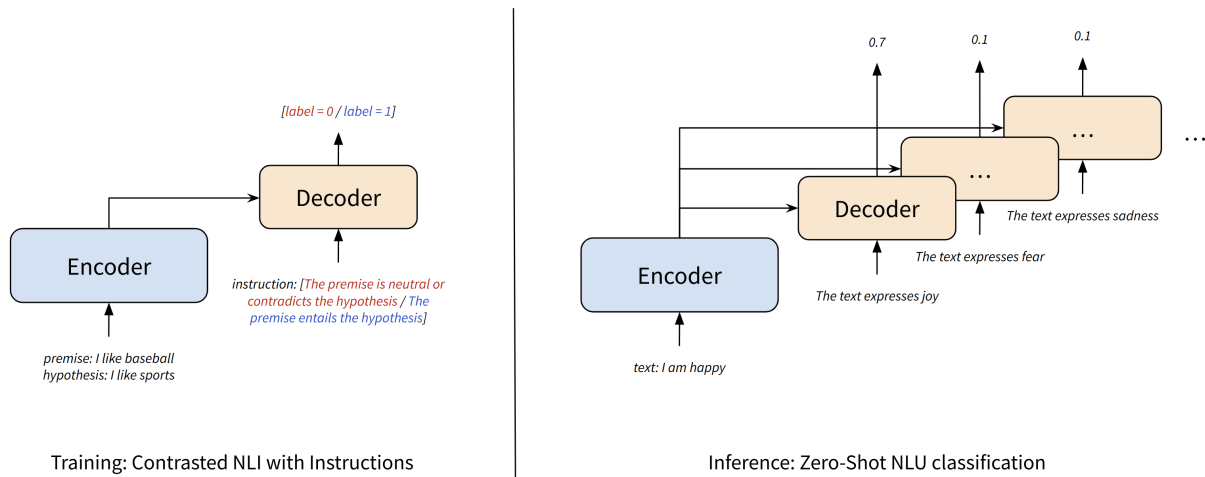 [label = 0 / label = 1]
Decoder
Encoder
instruction: [The premise is neutral or
contradicts the hypothesis / The
premise entails the hypothesis]
premise: I like baseball
hypothesis: I like sports
Training: Contrasted NLI with Instructions
0.7
0.1
0.1
...
...
...
Decoder
The text expresses sadness
The text expresses fear
Encoder
The text expresses joy
text: I am happy
Inference: Zero-Shot NLU classification